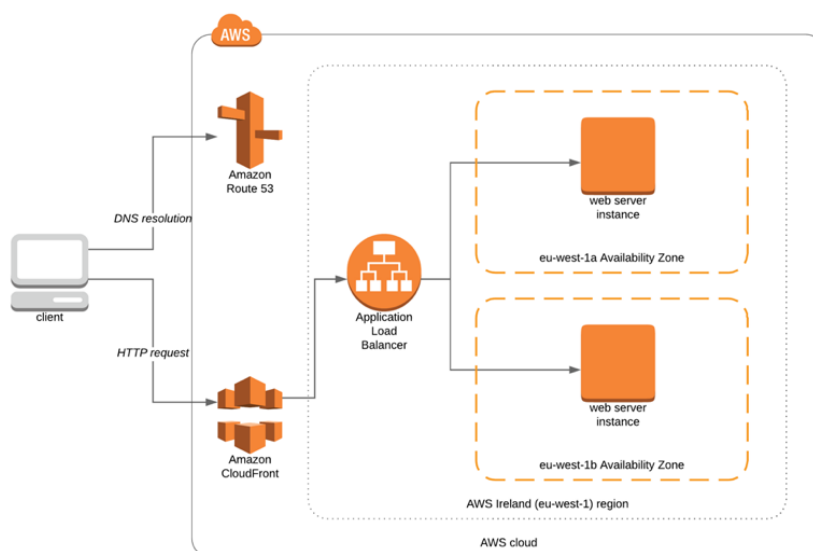 AWS
Amazon
Route 53
DNS resolution
client
HTTP request
Amazon
CloudFront
Application
Load
Balancer
web server
instance
eu-west-1a Availability Zone
web server
instance
eu-west-1b Availability Zone
AWS Ireland (eu-west-1) region
AWS cloud